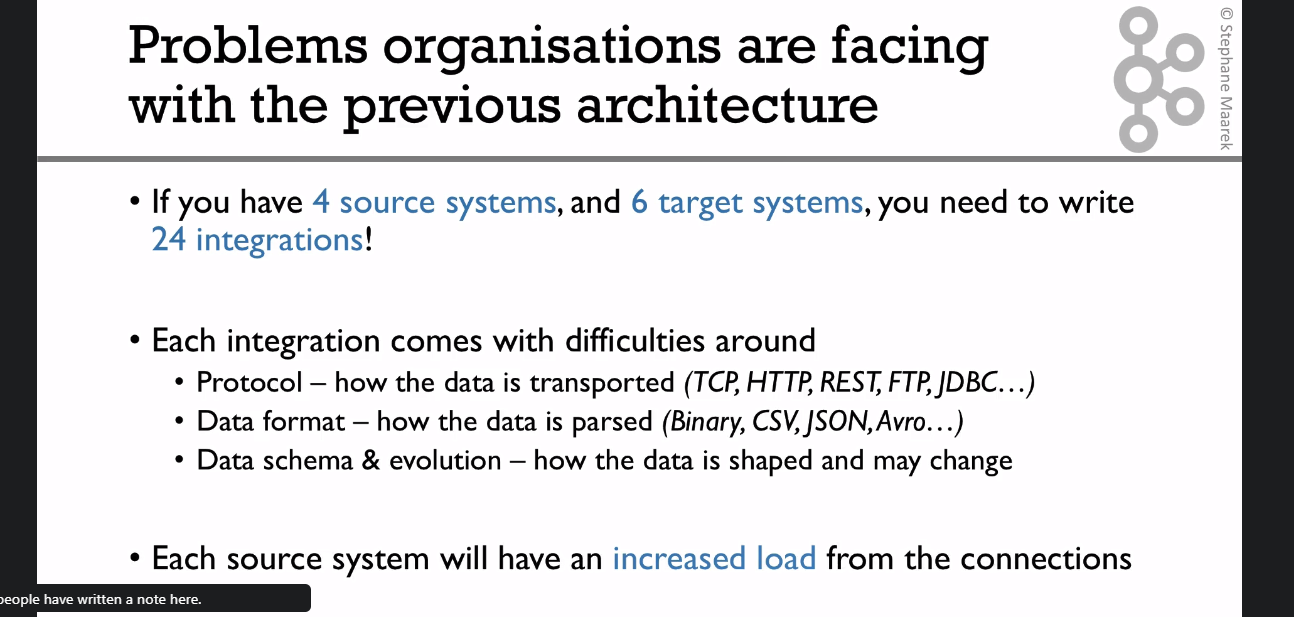 Problems organisations are facing
with the previous architecture
© Stephane Maarek
• If you have 4 source systems, and 6 target systems, you need to write
24 integrations!
• Each integration comes with difficulties around
• Protocol – how the data is transported (TCP, HTTP, REST, FTP, JDBC…)
• Data format – how the data is parsed (Binary, CSV, JSON, Avro…)
• Data schema & evolution – how the data is shaped and may change
• Each source system will have an increased load from the connections
people have written a note here.